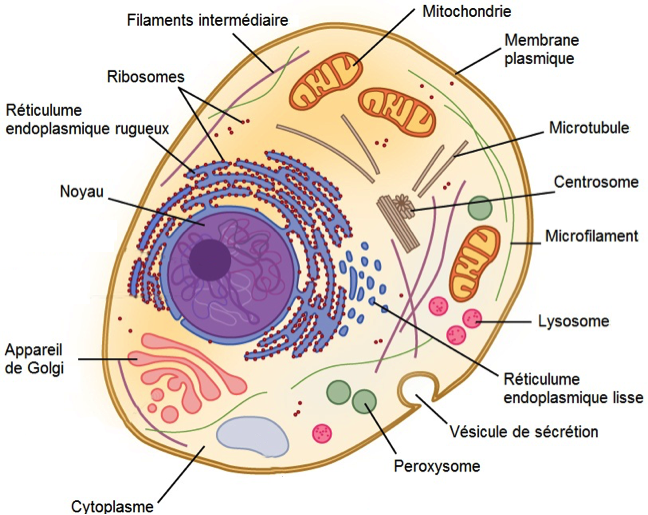 Mitochondrie
Filaments intermédiaire
Membrane
plasmique
Ribosomes
Réticulume
endoplasmique rugueux
Microtubule
Noyau
Centrosome
Microfilament
Lysosome
Appareil
de Golgi
Réticulume
endoplasmique lisse
Vésicule de sécrétion
Peroxysome
Cytoplasme